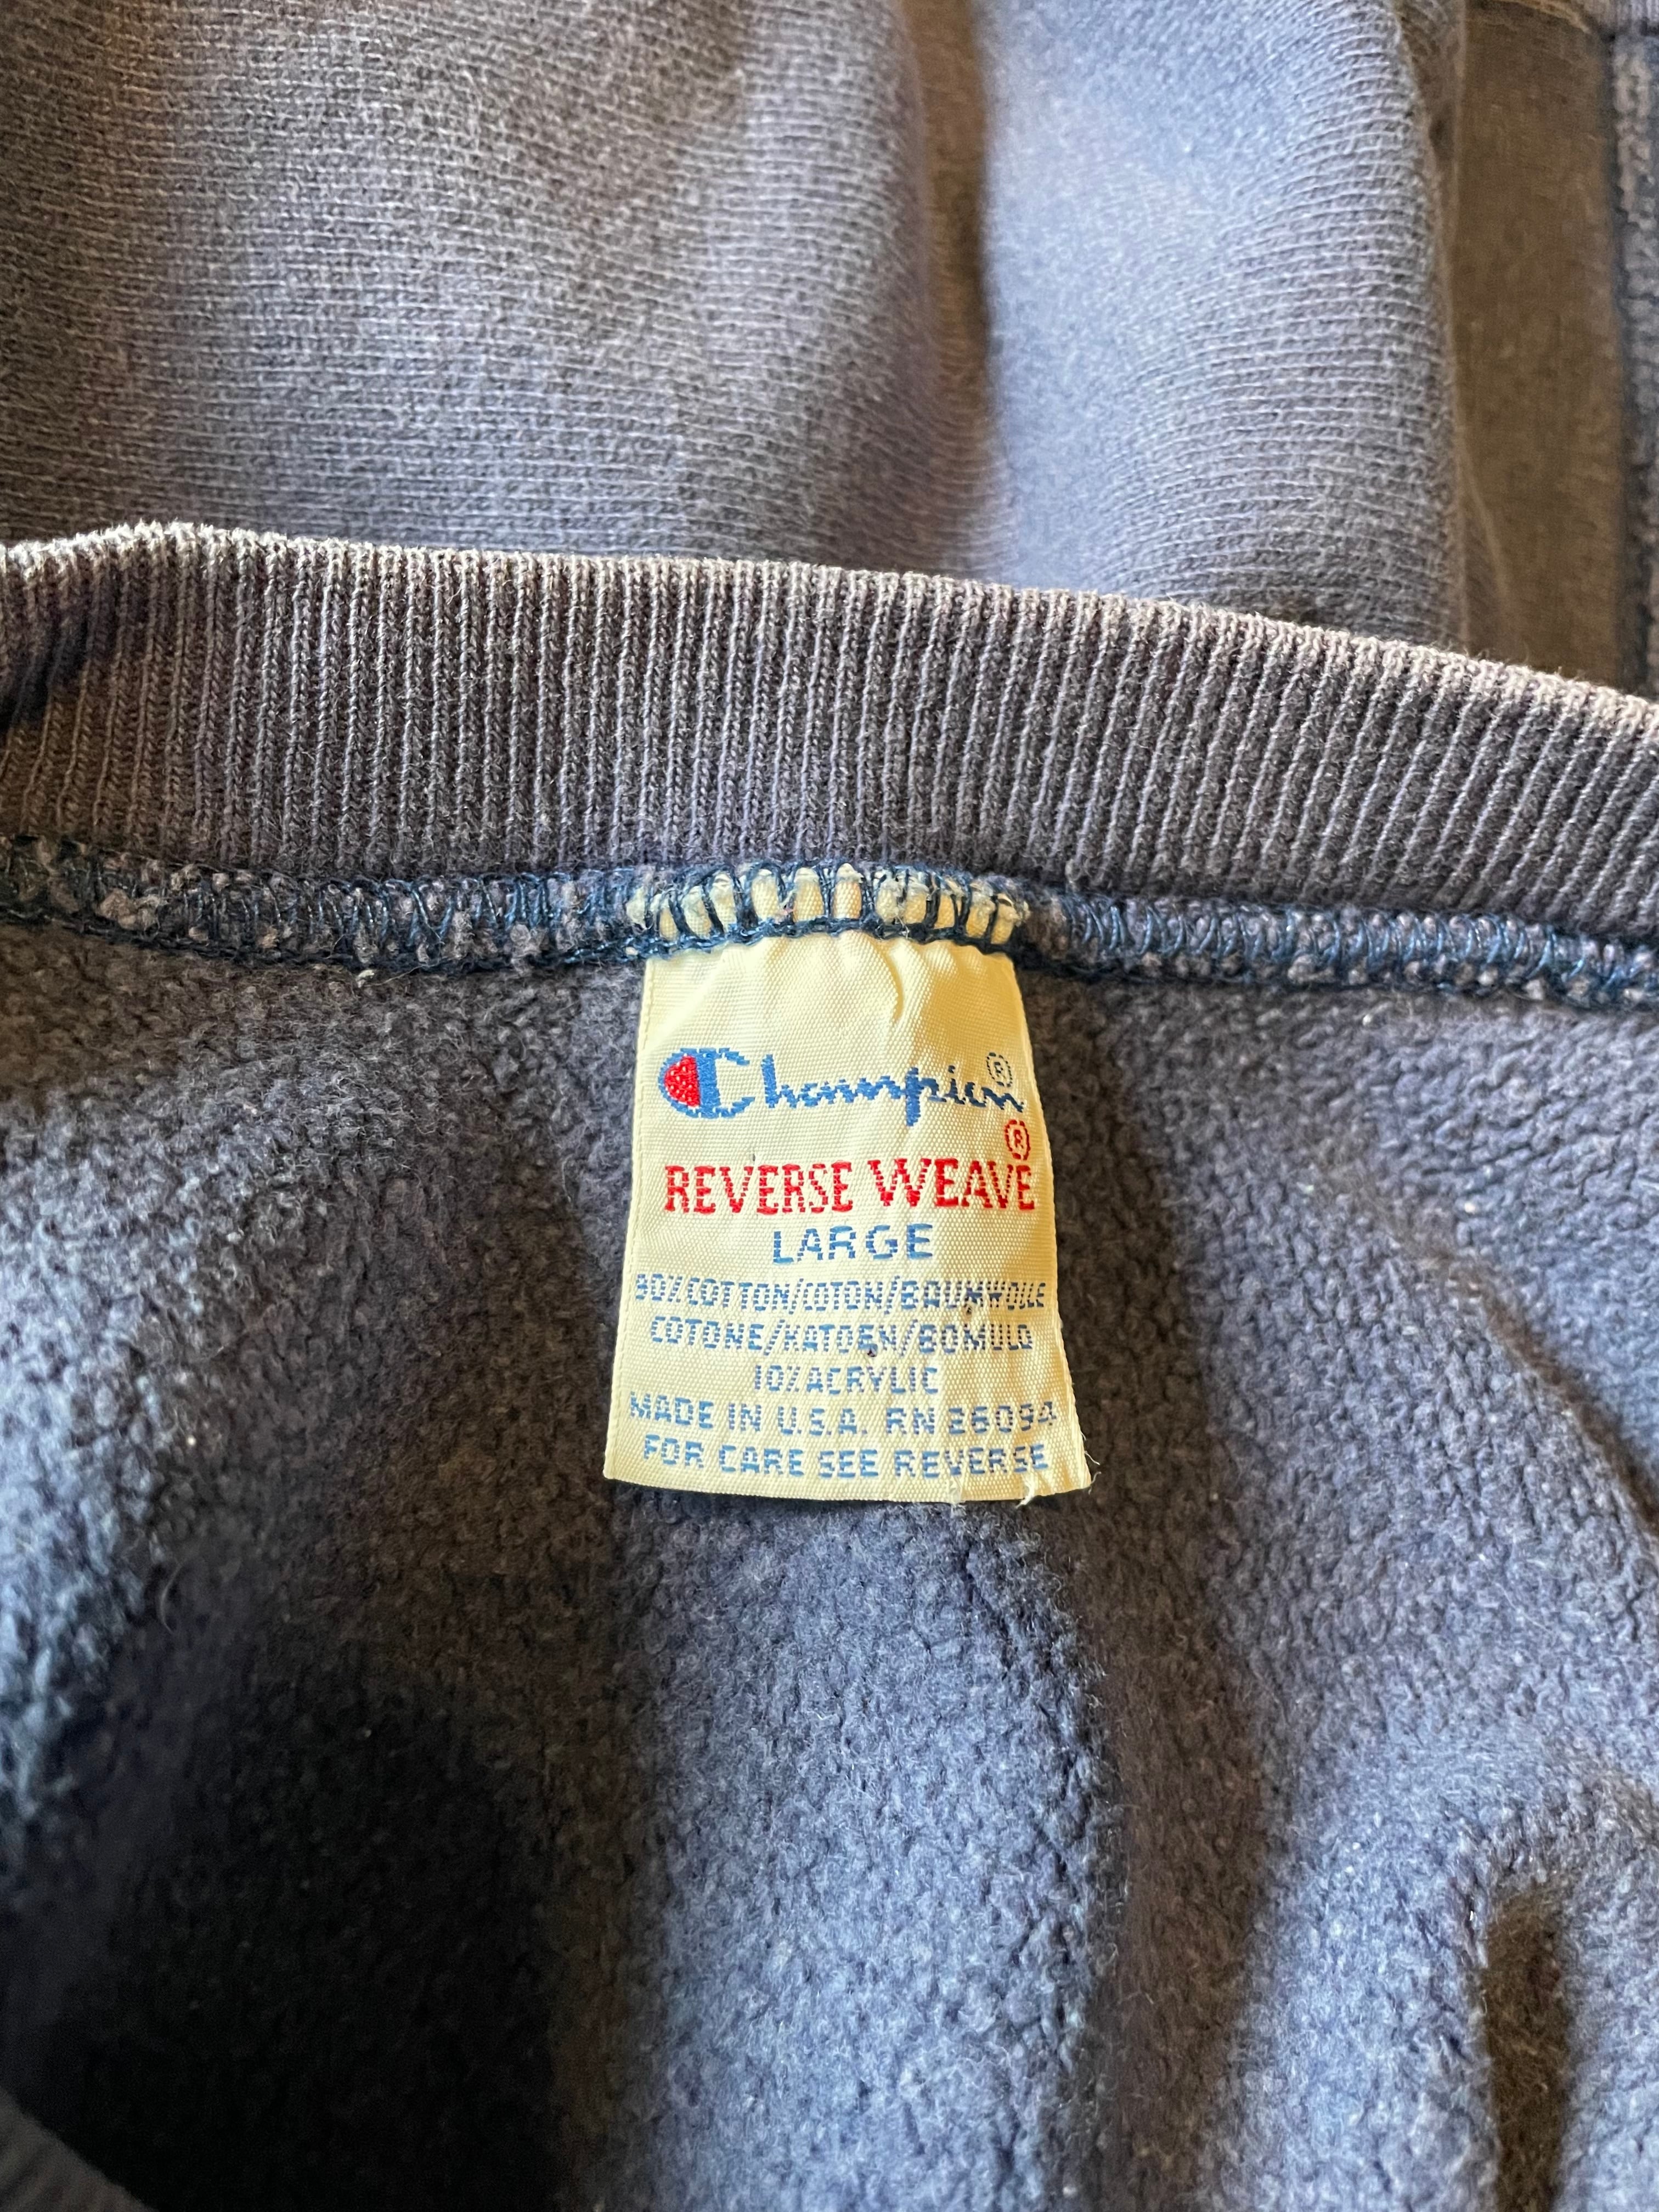 Champion®
REVERSE WEAVE®
LARGE
90% COTTON/COTON/BAUMWOLLE
COTONE/KATOEN/BOMULD
10% ACRYLIC
MADE IN U.S.A. RN 26094
FOR CARE SEE REVERSE